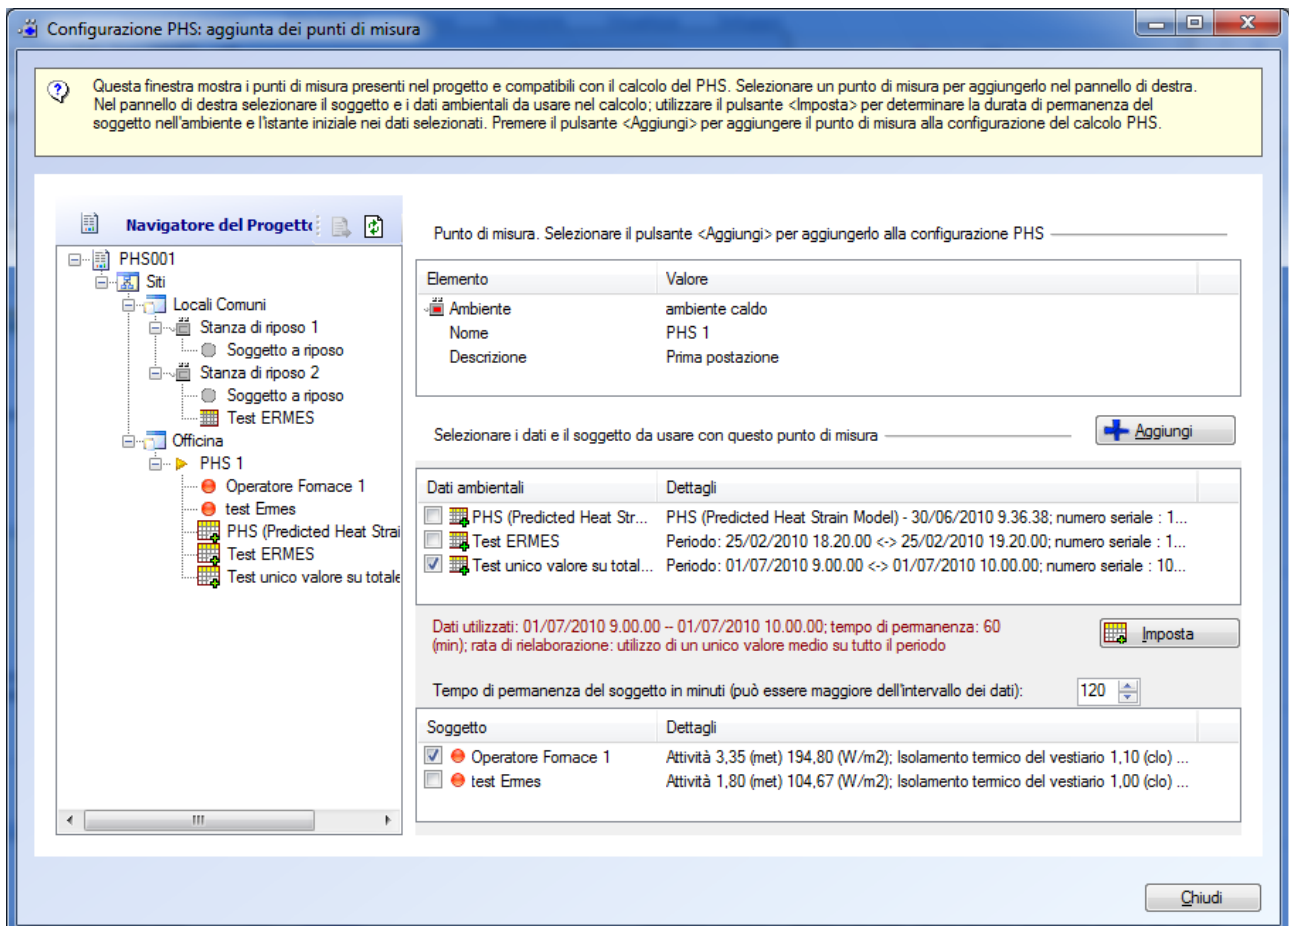 Configurazione PHS: aggiunta dei punti di misura
Questa finestra mostra i punti di misura presenti nel progetto e compatibili con il calcolo del PHS. Selezionare un punto di misura per aggiungerlo nel pannello di destra.
Nel pannello di destra selezionare il soggetto e i dati ambientali da usare nel calcolo; utilizzare il pulsante <Imposta> per determinare la durata di permanenza del
soggetto nell'ambiente e l'istante iniziale nei dati selezionati. Premere il pulsante <Aggiungi> per aggiungere il punto di misura alla configurazione del calcolo PHS.
Navigatore del Progetto
PHS001
Siti
Locali Comuni
Stanza di riposo 1
Soggetto a riposo
Stanza di riposo 2
Soggetto a riposo
Test ERMES
Officina
PHS 1
Operatore Fornace 1
test Ermes
PHS (Predicted Heat Strai
Test ERMES
Test unico valore su totale
Punto di misura. Selezionare il pulsante <Aggiungi> per aggiungerlo alla configurazione PHS
Elemento Valore
Ambiente ambiente caldo
Nome PHS 1
Descrizione Prima postazione
Selezionare i dati e il soggetto da usare con questo punto di misura
Aggiungi
Dati ambientali Dettagli
PHS (Predicted Heat Str... PHS (Predicted Heat Strain Model) - 30/06/2010 9.36.38; numero seriale : 1...
Test ERMES Periodo: 25/02/2010 18.20.00 <-> 25/02/2010 19.20.00; numero seriale : 1...
Test unico valore su total... Periodo: 01/07/2010 9.00.00 <-> 01/07/2010 10.00.00; numero seriale : 10...
Dati utilizzati: 01/07/2010 9.00.00 -- 01/07/2010 10.00.00; tempo di permanenza: 60
(min); rata di rielaborazione: utilizzo di un unico valore medio su tutto il periodo
Imposta
Tempo di permanenza del soggetto in minuti (può essere maggiore dell'intervallo dei dati): 120
Soggetto Dettagli
Operatore Fornace 1 Attività 3,35 (met) 194,80 (W/m2); Isolamento termico del vestiario 1,10 (clo) ...
test Ermes Attività 1,80 (met) 104,67 (W/m2); Isolamento termico del vestiario 1,00 (clo) ...
Chiudi